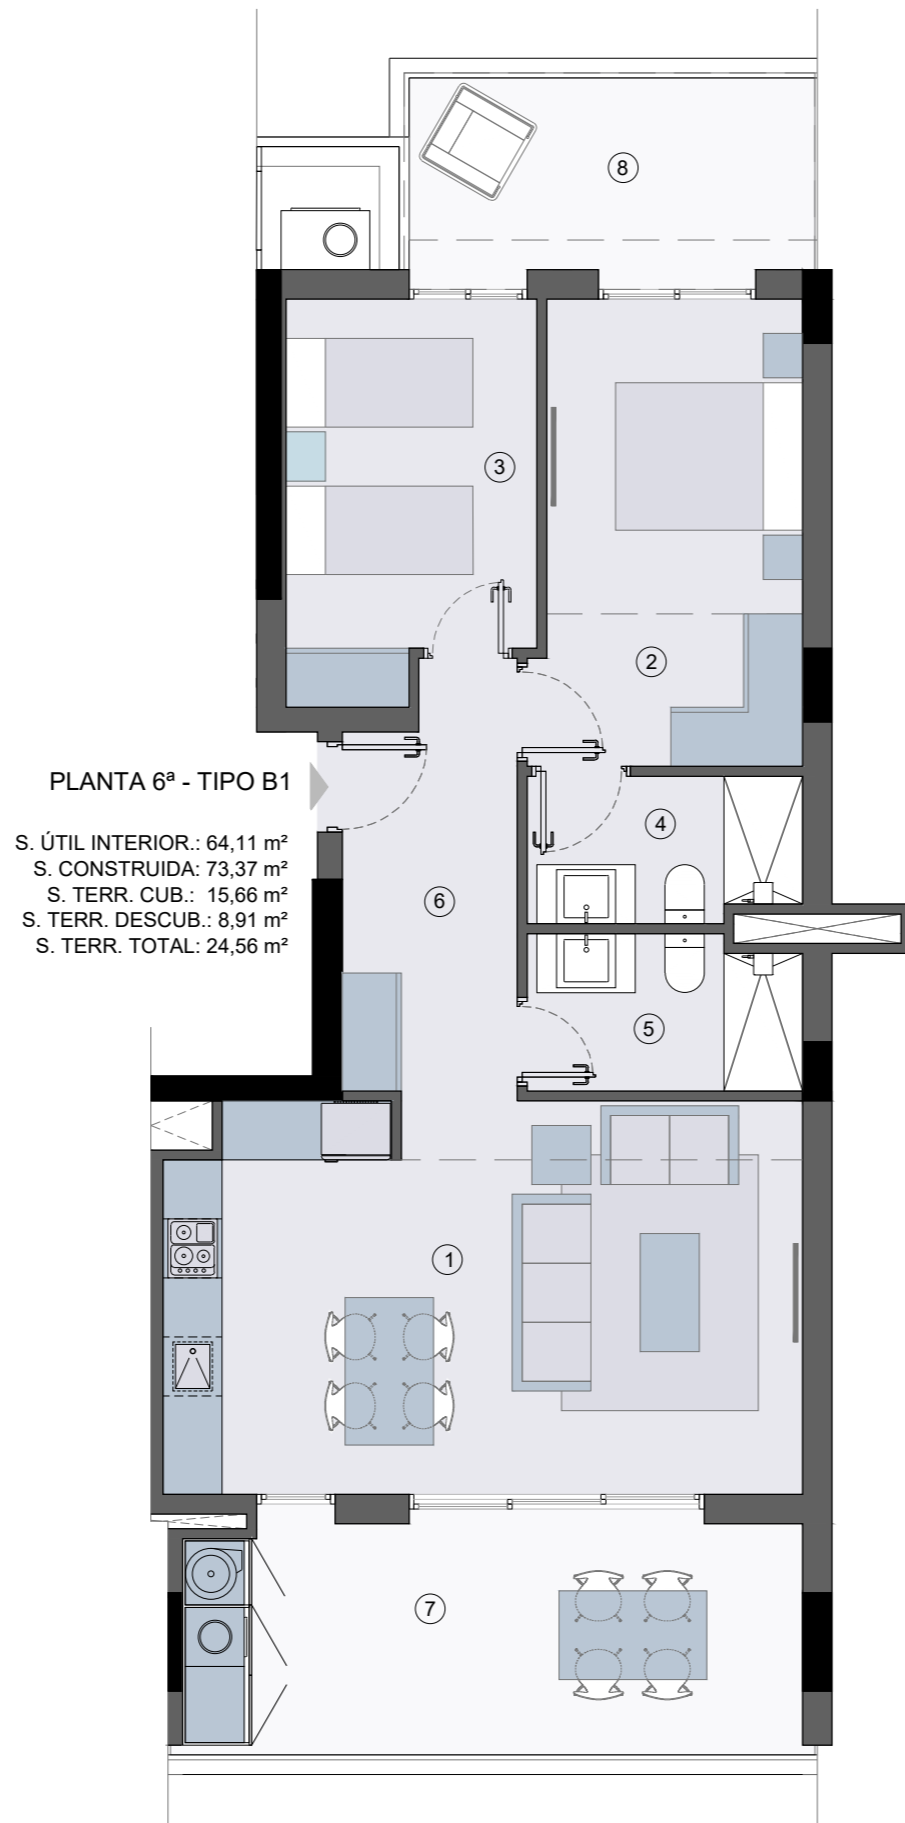 8
3
2
PLANTA 6ª - TIPO B1
S. ÚTIL INTERIOR.: 64,11 m²
S. CONSTRUIDA: 73,37 m²
S. TERR. CUB.: 15,66 m²
S. TERR. DESCUB.: 8,91 m²
S. TERR. TOTAL: 24,56 m²
4
6
5
1
7